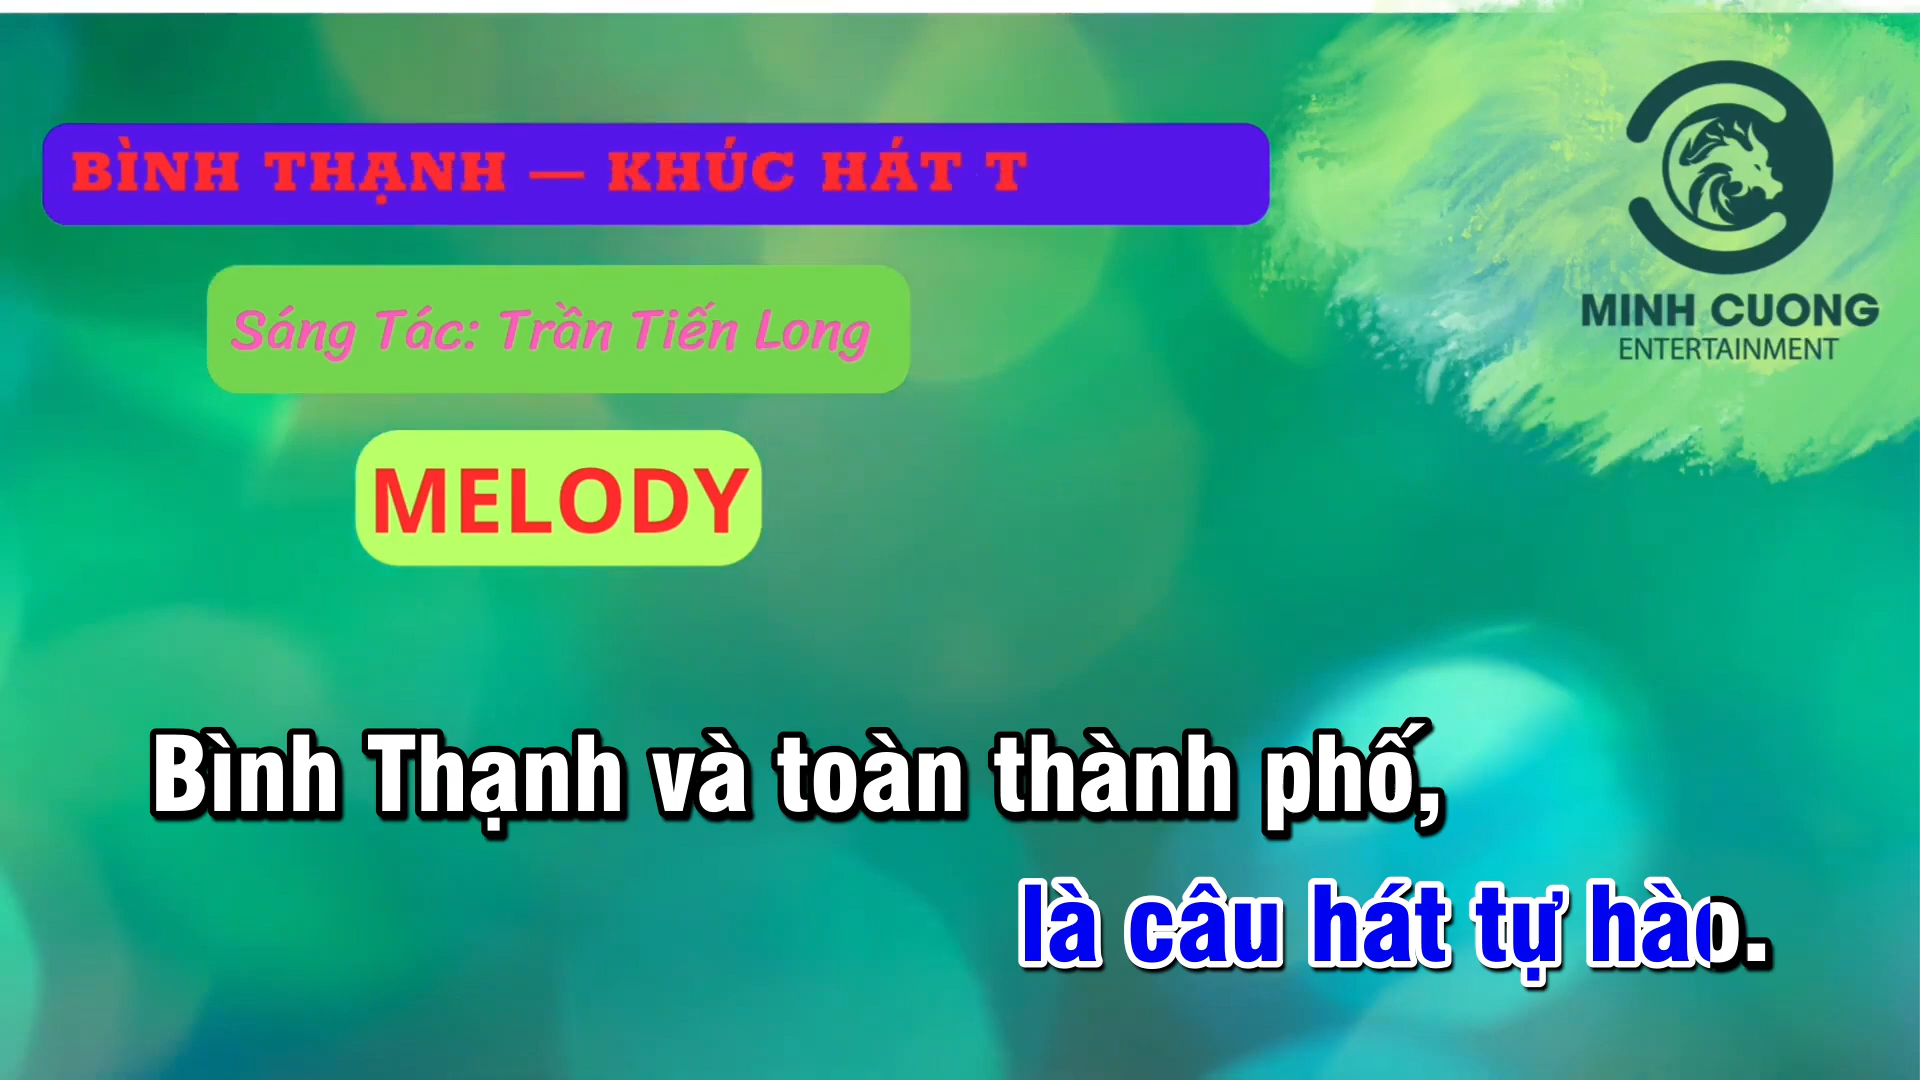 BÌNH THẠNH — KHÚC HÁT T
Sáng Tác: Trần Tiến Long
MELODY
MINH CUONG
ENTERTAINMENT
Bình Thạnh và toàn thành phố,
là câu hát tự hào.